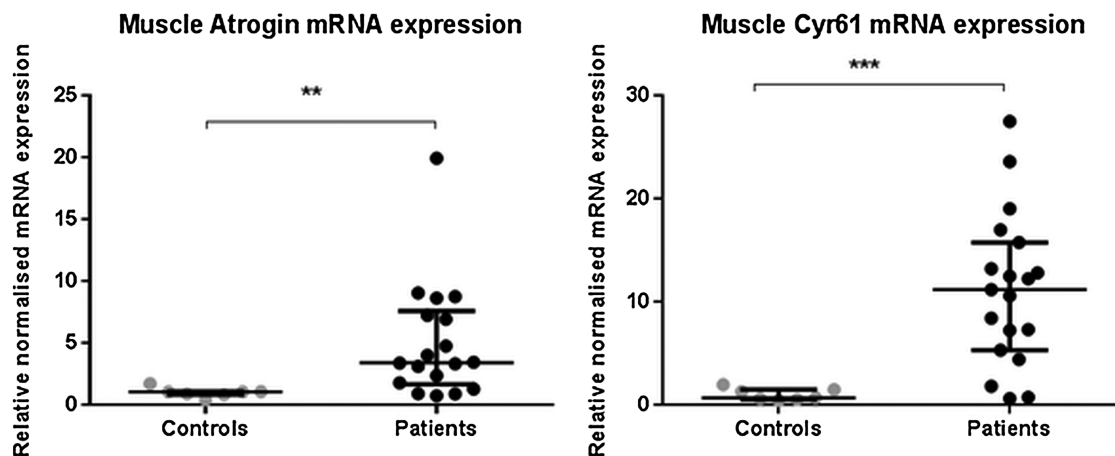 Muscle Atrogin mRNA expression
Relative normalised mRNA expression
25
20
15
10
5
0
**
Controls
Patients
Muscle Cyr61 mRNA expression
Relative normalised mRNA expression
30
20
10
0
***
Controls
Patients